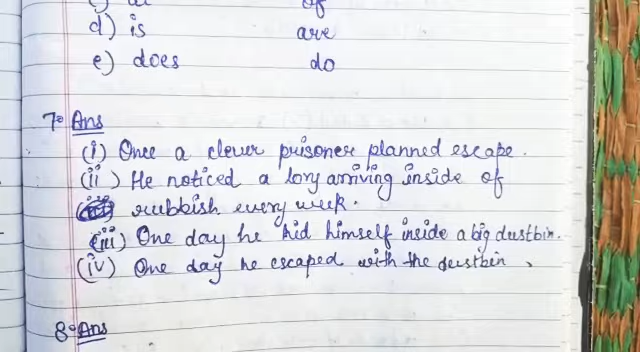 of
d) is are
e) does do
7. Ans
(i) Once a clever prisoner planned escape.
(ii) He noticed a lory arriving inside of
rubbish every week.
(iii) One day he hid himself inside a big dustbin.
(iv) One day he escaped with the dustbin.
8. Ans